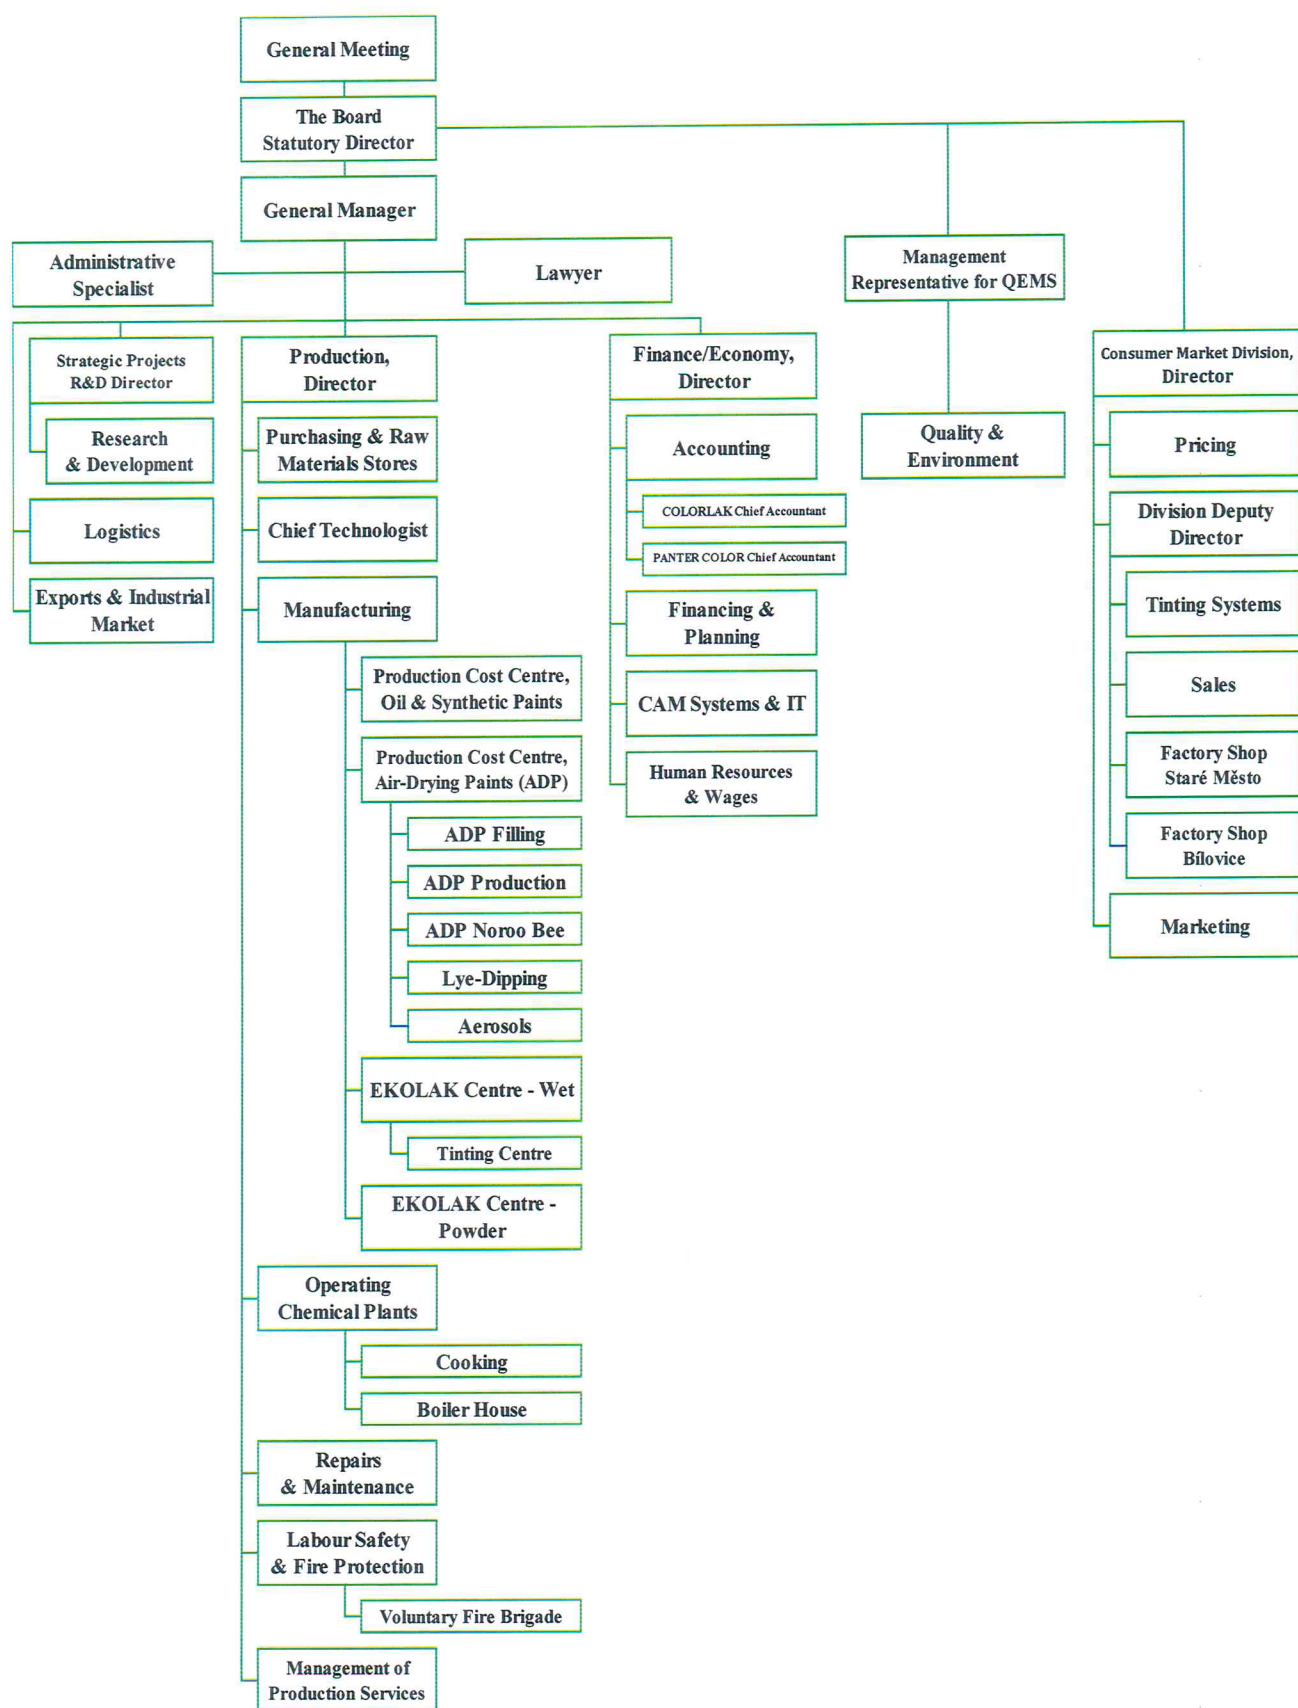 General Meeting
The Board
Statutory Director
General Manager
Administrative
Specialist
Lawyer
Management
Representative for QEMS
Strategic Projects
R&D Director
Research
& Development
Logistics
Exports & Industrial
Market
Production,
Director
Purchasing & Raw
Materials Stores
Chief Technologist
Manufacturing
Production Cost Centre,
Oil & Synthetic Paints
Production Cost Centre,
Air-Drying Paints (ADP)
ADP Filling
ADP Production
ADP Noroo Bee
Lye-Dipping
Aerosols
EKOLAK Centre - Wet
Tinting Centre
EKOLAK Centre -
Powder
Operating
Chemical Plants
Cooking
Boiler House
Repairs
& Maintenance
Labour Safety
& Fire Protection
Voluntary Fire Brigade
Management of
Production Services
Finance/Economy,
Director
Accounting
COLORLAK Chief Accountant
PANTER COLOR Chief Accountant
Financing &
Planning
CAM Systems & IT
Human Resources
& Wages
Quality &
Environment
Consumer Market Division,
Director
Pricing
Division Deputy
Director
Tinting Systems
Sales
Factory Shop
Staré Město
Factory Shop
Bílovice
Marketing